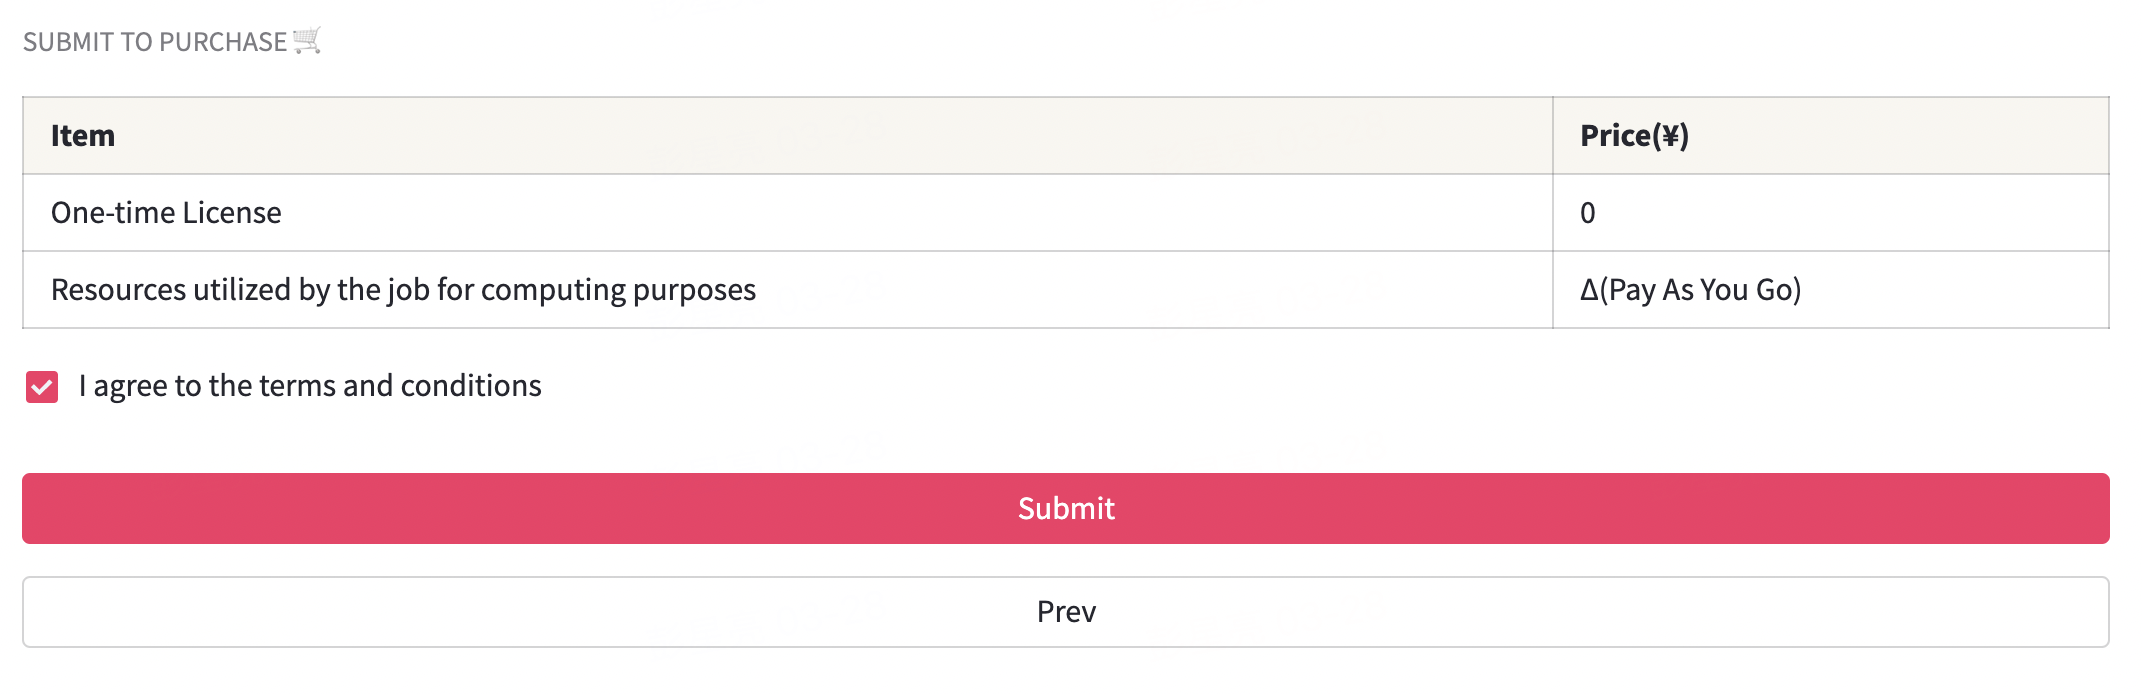 SUBMIT TO PURCHASE🛒
Item Price(¥)
One-time License 0
Resources utilized by the job for computing purposes Δ(Pay As You Go)
I agree to the terms and conditions
Submit
Prev